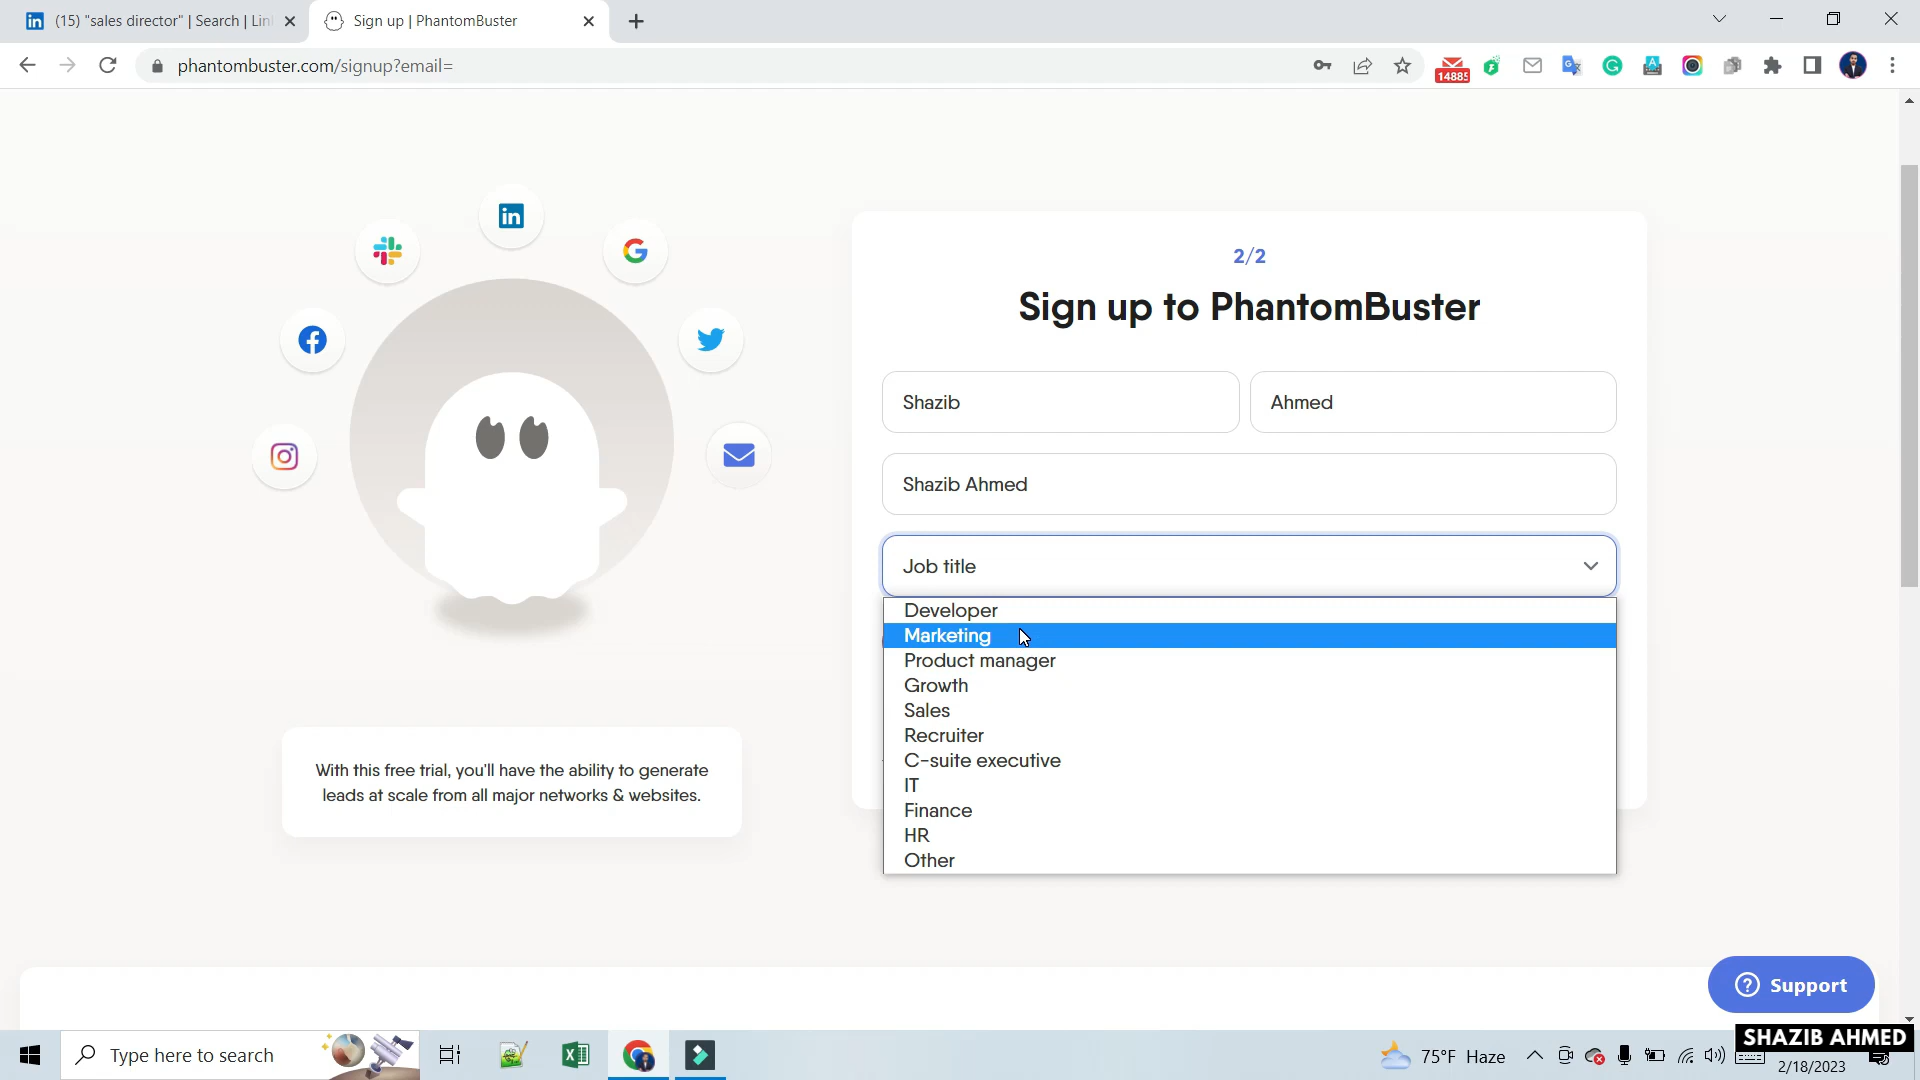 (15) "sales director" | Search | Lin
Sign up | PhantomBuster
phantombuster.com/signup?email=
14885
2/2
Sign up to PhantomBuster
Shazib
Ahmed
Shazib Ahmed
Job title
Developer
Marketing
Product manager
Growth
Sales
Recruiter
C-suite executive
IT
Finance
HR
Other
With this free trial, you'll have the ability to generate
leads at scale from all major networks & websites.
Support
SHAZIB AHMED
Type here to search
75°F Haze
2/18/2023